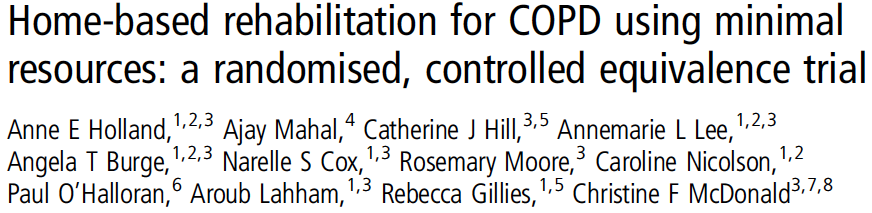 Home-based rehabilitation for COPD using minimal
resources: a randomised, controlled equivalence trial
Anne E Holland,1,2,3 Ajay Mahal,4 Catherine J Hill,3,5 Annemarie L Lee,1,2,3
Angela T Burge,1,2,3 Narelle S Cox,1,3 Rosemary Moore,3 Caroline Nicolson,1,2
Paul O’Halloran,6 Aroub Lahham,1,3 Rebecca Gillies,1,5 Christine F McDonald3,7,8